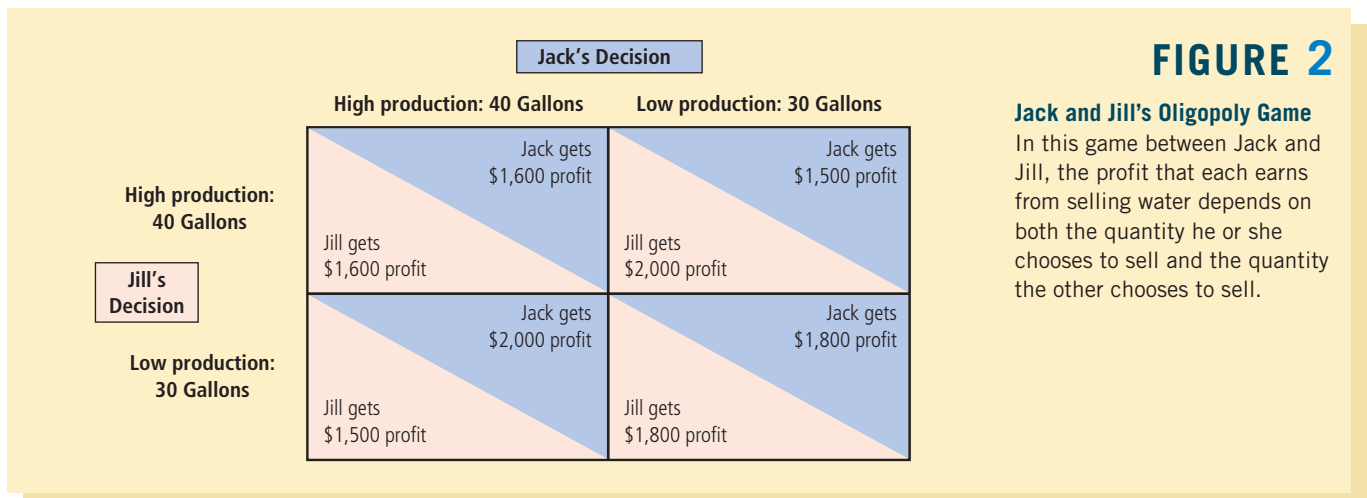 Jack's Decision
High production: 40 Gallons
Low production: 30 Gallons
High production:
40 Gallons
Jack gets
$1,600 profit
Jill gets
$1,600 profit
Jack gets
$1,500 profit
Jill gets
$2,000 profit
Jill's
Decision
Low production:
30 Gallons
Jack gets
$2,000 profit
Jill gets
$1,500 profit
Jack gets
$1,800 profit
Jill gets
$1,800 profit
FIGURE 2
Jack and Jill's Oligopoly Game
In this game between Jack and
Jill, the profit that each earns
from selling water depends on
both the quantity he or she
chooses to sell and the quantity
the other chooses to sell.